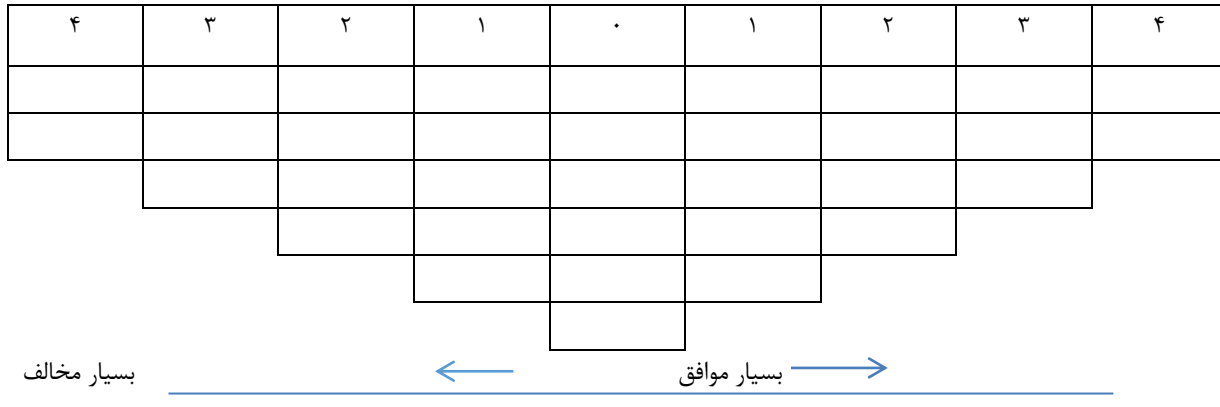 ۴ ۳ ۲ ۱ ۰ ۱ ۲ ۳ ۴
بسیار موافق بسیار مخالف